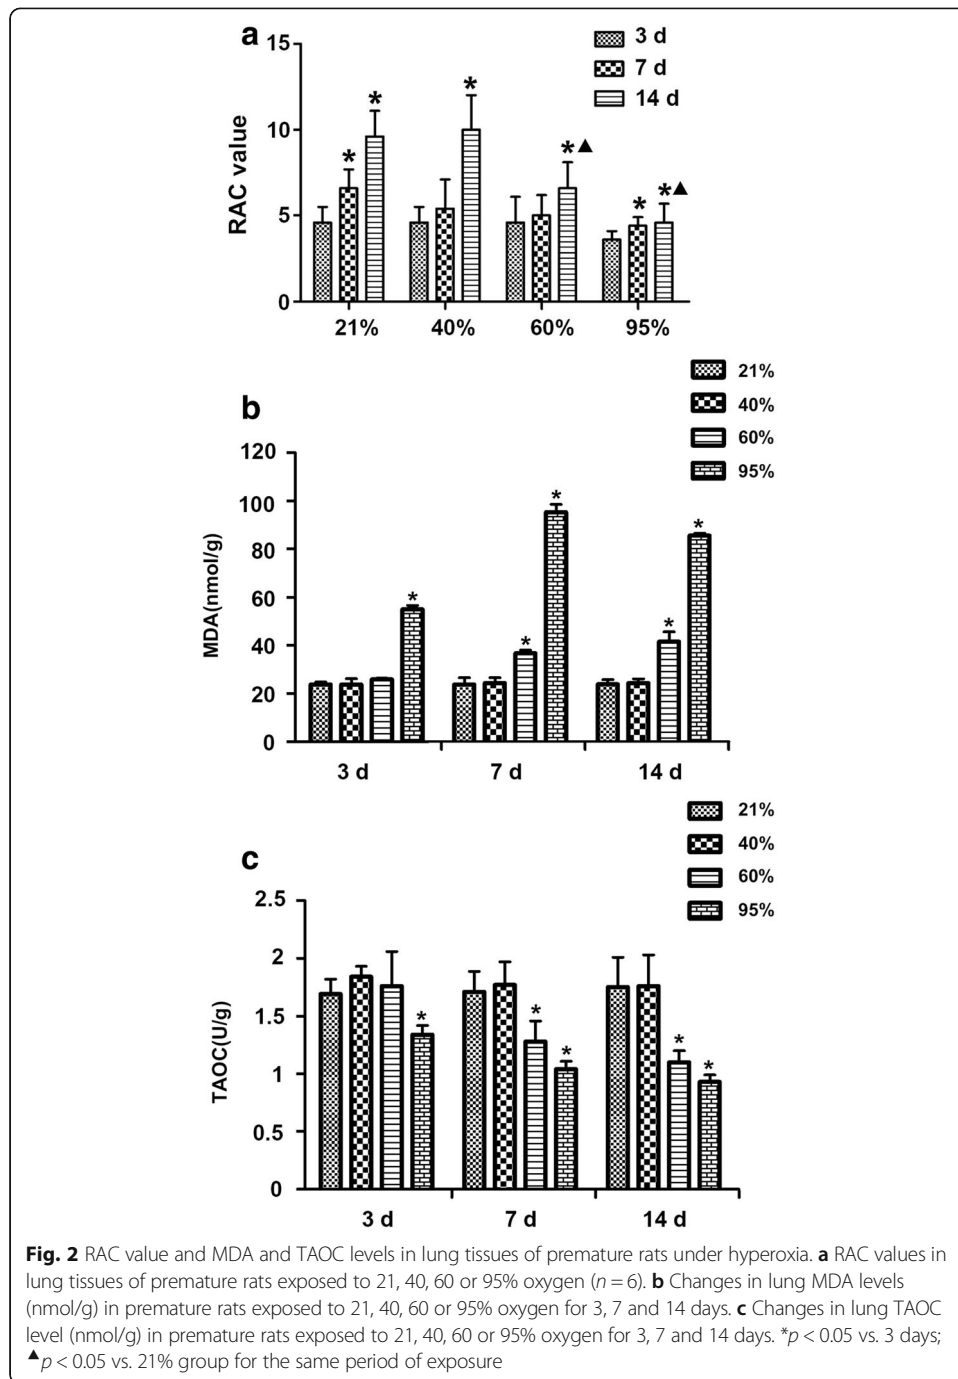 a
3 d
7 d
14 d
RAC value
15
10
5
0
*
*
*
*▲
*
*▲
21% 40% 60% 95%
b
21%
40%
60%
95%
MDA(nmol/g)
120
100
80
60
40
20
0
*
*
*
*
*
3 d 7 d 14 d
c
21%
40%
60%
95%
TAOC(U/g)
2.5
2
1.5
1
0.5
0
*
*
*
*
*
3 d 7 d 14 d
Fig. 2 RAC value and MDA and TAOC levels in lung tissues of premature rats under hyperoxia. a RAC values in
lung tissues of premature rats exposed to 21, 40, 60 or 95% oxygen (n = 6). b Changes in lung MDA levels
(nmol/g) in premature rats exposed to 21, 40, 60 or 95% oxygen for 3, 7 and 14 days. c Changes in lung TAOC
level (nmol/g) in premature rats exposed to 21, 40, 60 or 95% oxygen for 3, 7 and 14 days. *p < 0.05 vs. 3 days;
▲p < 0.05 vs. 21% group for the same period of exposure